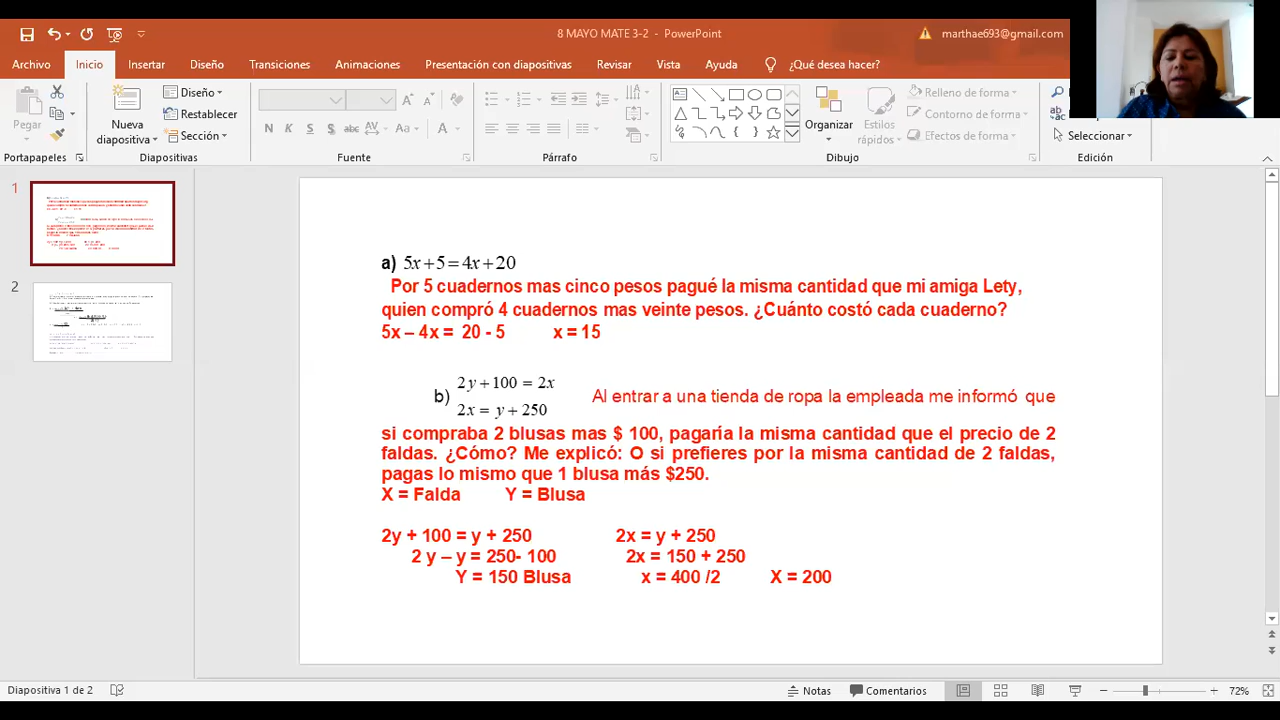 8 MAYO MATE 3-2 - PowerPoint
marthae693@gmail.com
Archivo Inicio Insertar Diseño Transiciones Animaciones Presentación con diapositivas Revisar Vista Ayuda ¿Qué desea hacer?
Pegar
Nueva diapositiva
Diseño
Restablecer
Sección
N K S abc AV Aa A
Organizar
Estilos rápidos
Relleno de forma
Contorno de forma
Efectos de forma
Seleccionar
Portapapeles Diapositivas Fuente Párrafo Dibujo Edición
1
2
a) 5x+5=4x+20
Por 5 cuadernos mas cinco pesos pagué la misma cantidad que mi amiga Lety,
quien compró 4 cuadernos mas veinte pesos. ¿Cuánto costó cada cuaderno?
5x – 4x = 20 - 5 x = 15
b) 2y+100 = 2x
2x = y+250
Al entrar a una tienda de ropa la empleada me informó que
si compraba 2 blusas mas $ 100, pagaría la misma cantidad que el precio de 2
faldas. ¿Cómo? Me explicó: O si prefieres por la misma cantidad de 2 faldas,
pagas lo mismo que 1 blusa más $250.
X = Falda Y = Blusa
2y + 100 = y + 250 2x = y + 250
2 y – y = 250- 100 2x = 150 + 250
Y = 150 Blusa x = 400 /2 X = 200
Diapositiva 1 de 2
Notas Comentarios 72%